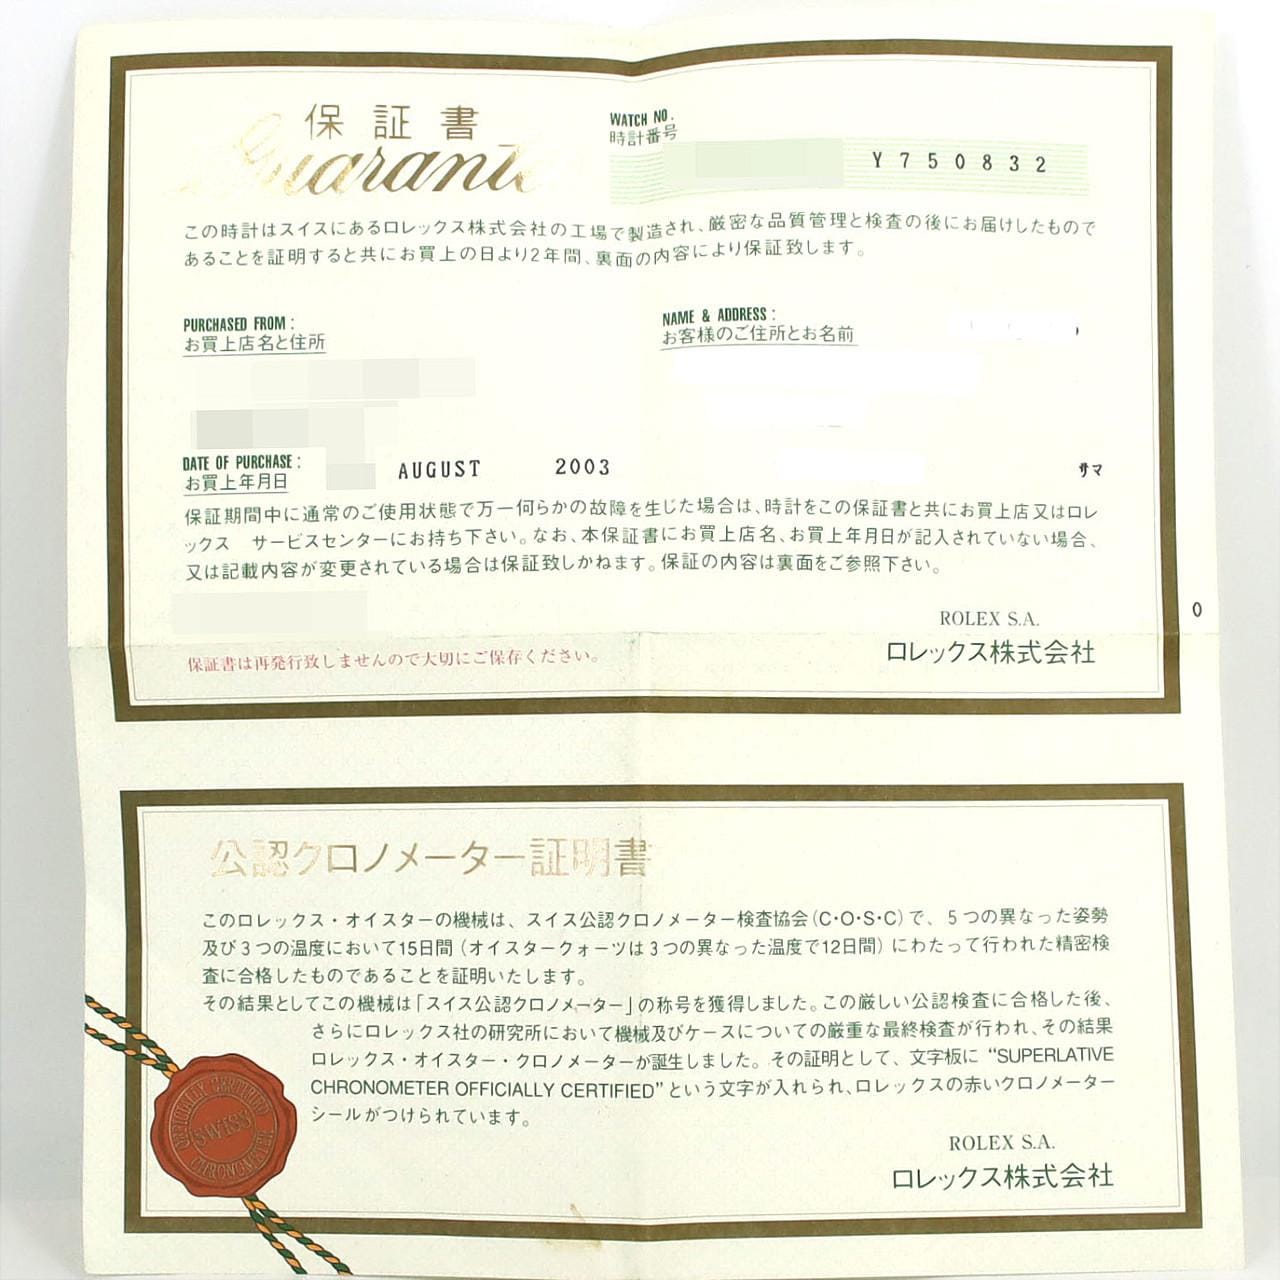 保証書
Guarantee
WATCH NO.
時計番号
Y750832
この時計はスイスにあるロレックス株式会社の工場で製造され、厳密な品質管理と検査の後にお届けしたもので
あることを証明すると共にお買上の日より2年間、裏面の内容により保証致します。
PURCHASED FROM :
お買上店名と住所
NAME & ADDRESS :
お客様のご住所とお名前
DATE OF PURCHASE :
お買上年月日
AUGUST 2003
サマ
保証期間中に通常のご使用状態で万一何らかの故障を生じた場合は、時計をこの保証書と共にお買上店又はロレ
ックス サービスセンターにお持ち下さい。なお、本保証書にお買上店名、お買上年月日が記入されていない場合、
又は記載内容が変更されている場合は保証致しかねます。保証の内容は裏面をご参照下さい。
ROLEX S.A.
ロレックス株式会社
0
保証書は再発行致しませんので大切にご保存ください。
公認クロノメーター証明書
このロレックス・オイスターの機械は、スイス公認クロノメーター検査協会(C・O・S・C)で、5つの異なった姿勢
及び3つの温度において15日間(オイスタークォーツは3つの異なった温度で12日間)にわたって行われた精密検
査に合格したものであることを証明いたします。
その結果としてこの機械は「スイス公認クロノメーター」の称号を獲得しました。この厳しい公認検査に合格した後、
さらにロレックス社の研究所において機械及びケースについての厳重な最終検査が行われ、その結果
ロレックス・オイスター・クロノメーターが誕生しました。その証明として、文字板に “SUPERLATIVE
CHRONOMETER OFFICIALLY CERTIFIED”という文字が入れられ、ロレックスの赤いクロノメーター
シールがつけられています。
OFFICIALLY CERTIFIED
SWISS
CHRONOMETER
ROLEX S.A.
ロレックス株式会社